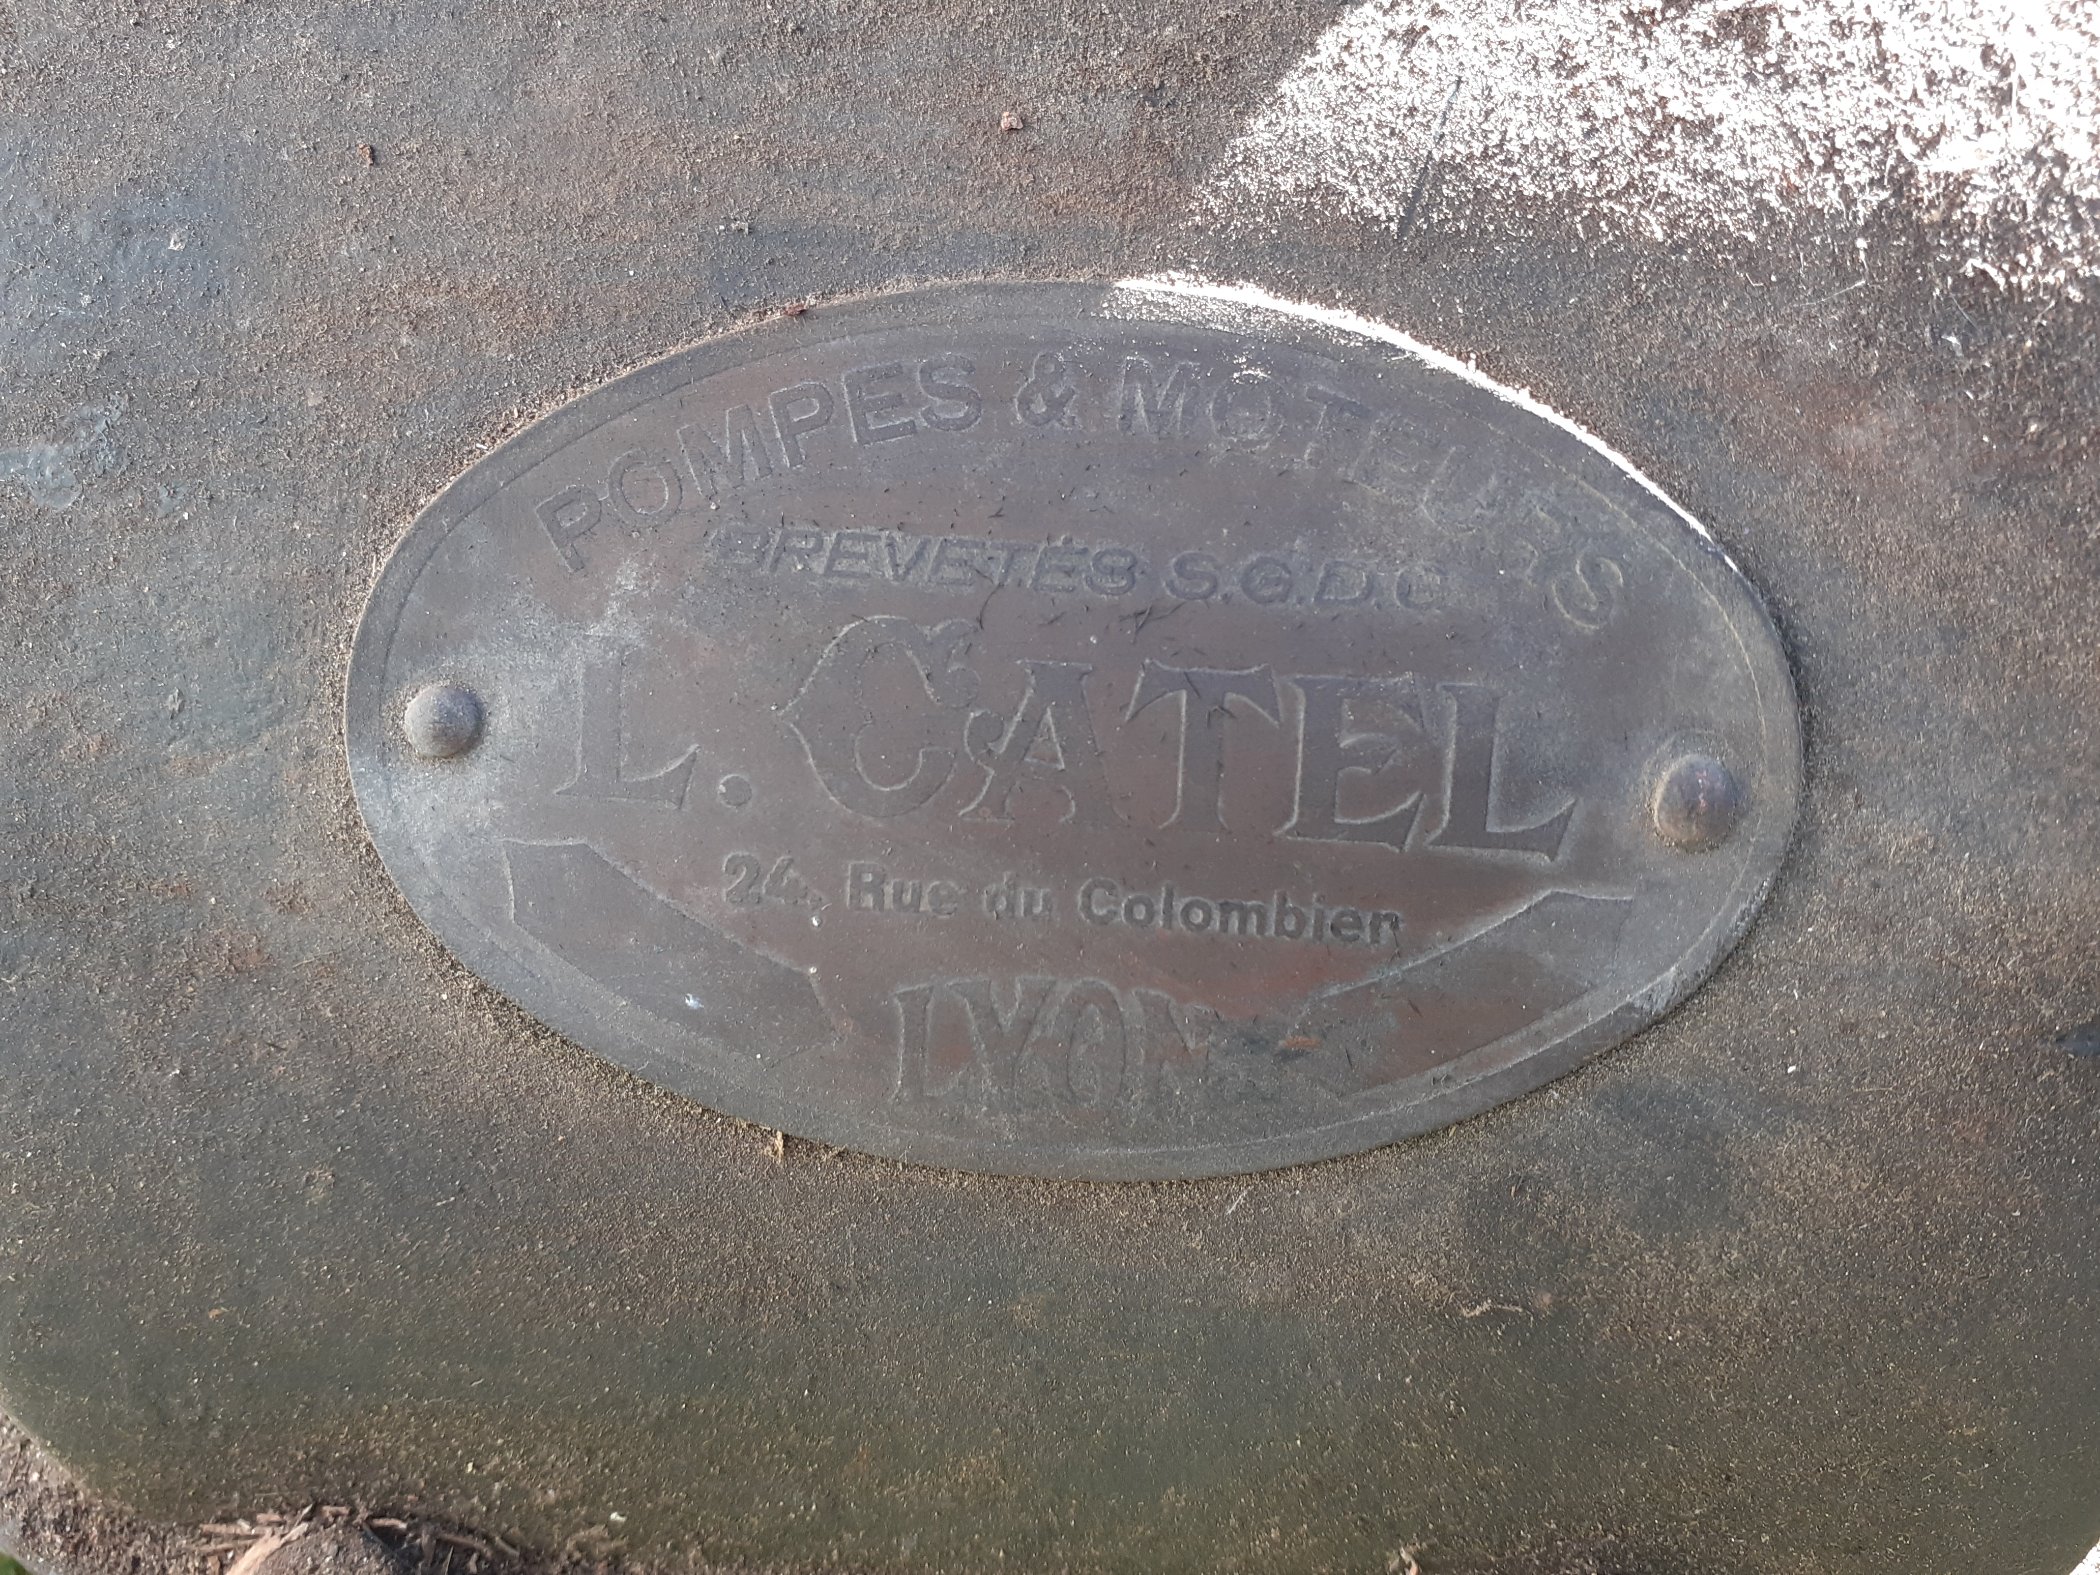 POMPES & MOTEURS
BREVETÉS S.G.D.G
L. CATEL
24, Rue du Colombier
LYON